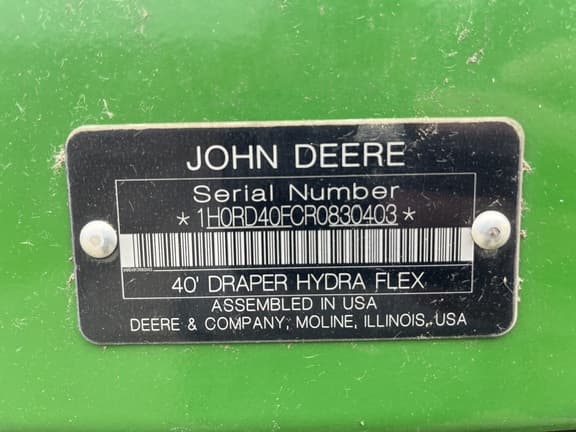 JOHN DEERE
Serial Number
* 1H0RD40FCR0830403 *
40' DRAPER HYDRA FLEX
ASSEMBLED IN USA
DEERE & COMPANY, MOLINE, ILLINOIS, USA